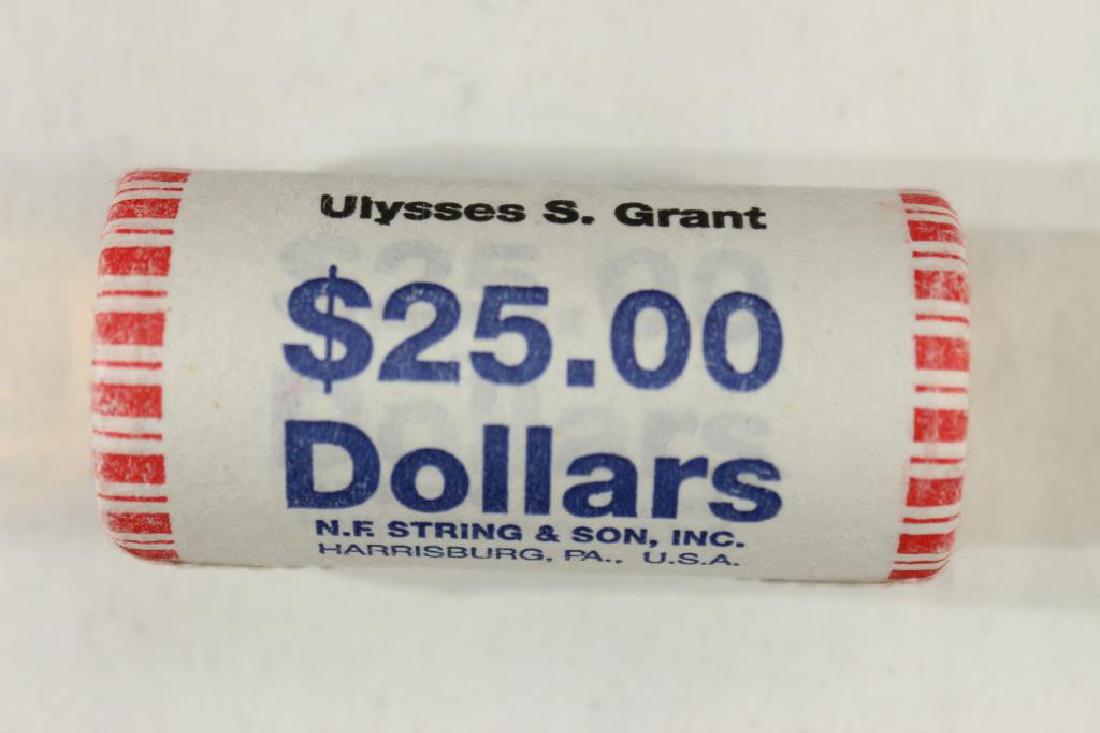 Ulysses S. Grant
$25.00
Dollars
N.F. STRING & SON, INC.
HARRISBURG, PA., U.S.A.